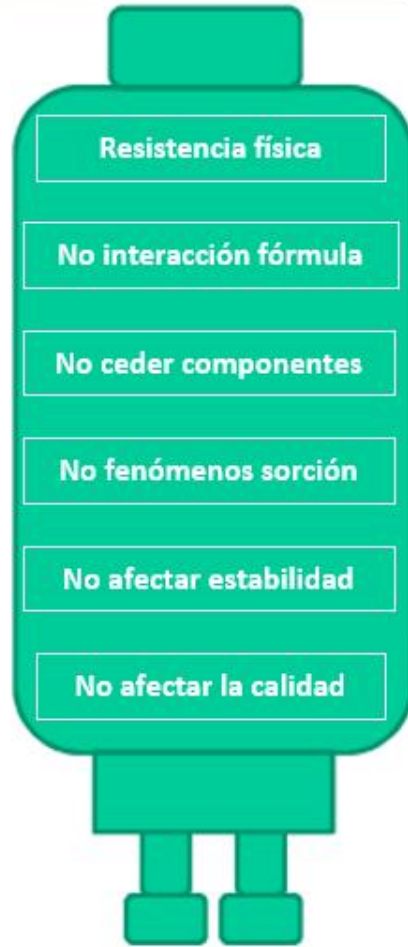 Resistencia física
No interacción fórmula
No ceder componentes
No fenómenos sorción
No afectar estabilidad
No afectar la calidad